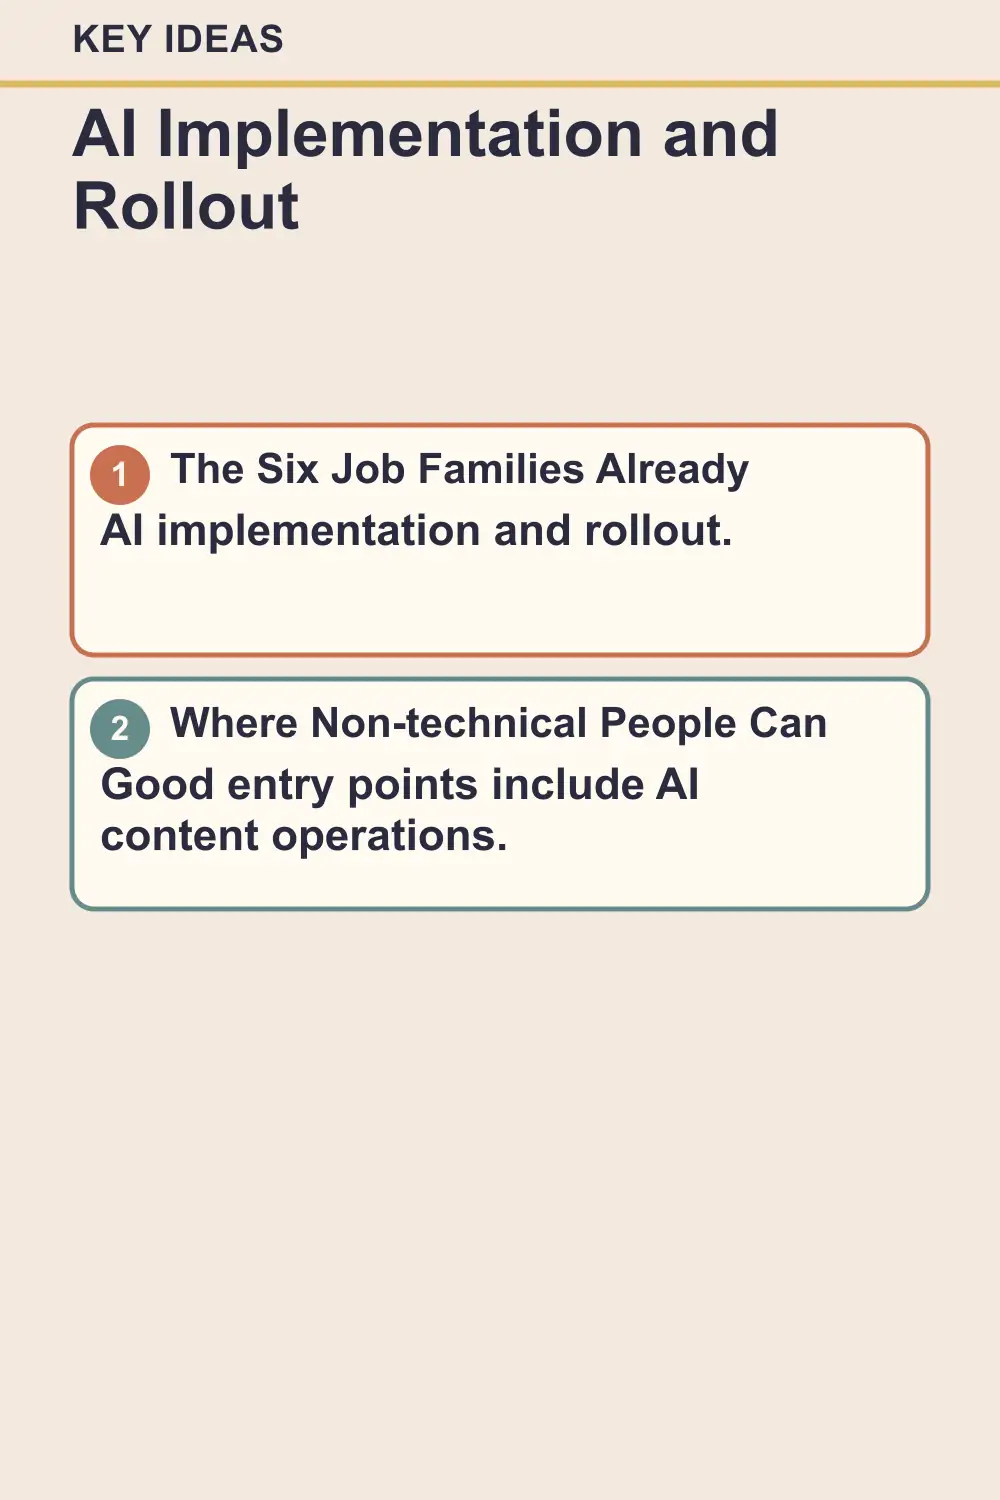 KEY IDEAS
AI Implementation and
Rollout
1 The Six Job Families Already
AI implementation and rollout.
2 Where Non-technical People Can
Good entry points include AI
content operations.